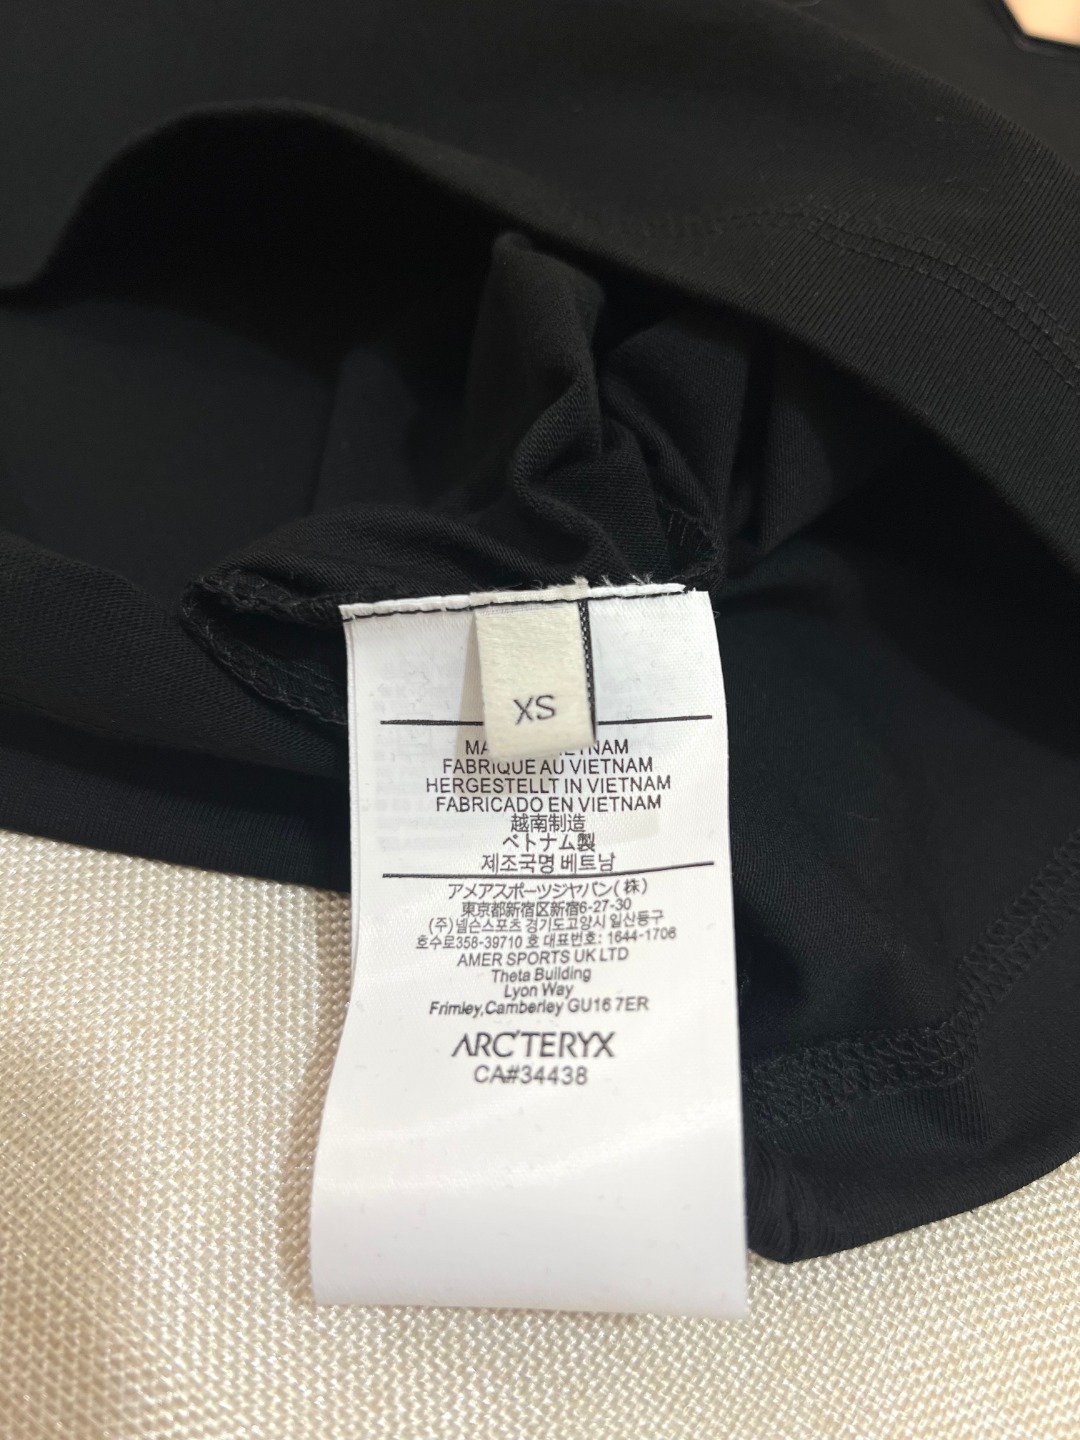 XS
MA ETNAM
FABRIQUE AU VIETNAM
HERGESTELLT IN VIETNAM
FABRICADO EN VIETNAM
越南制造
ベトナム製
제조국명 베트남
アメアスポーツジャパン(株)
東京都新宿区新宿6-27-30
(주)넬슨스포츠 경기도고양시 일산동구
호수로358-39710 호 대표번호: 1644-1706
AMER SPORTS UK LTD
Theta Building
Lyon Way
Frimley,Camberley GU16 7ER
ARC'TERYX
CA#34438